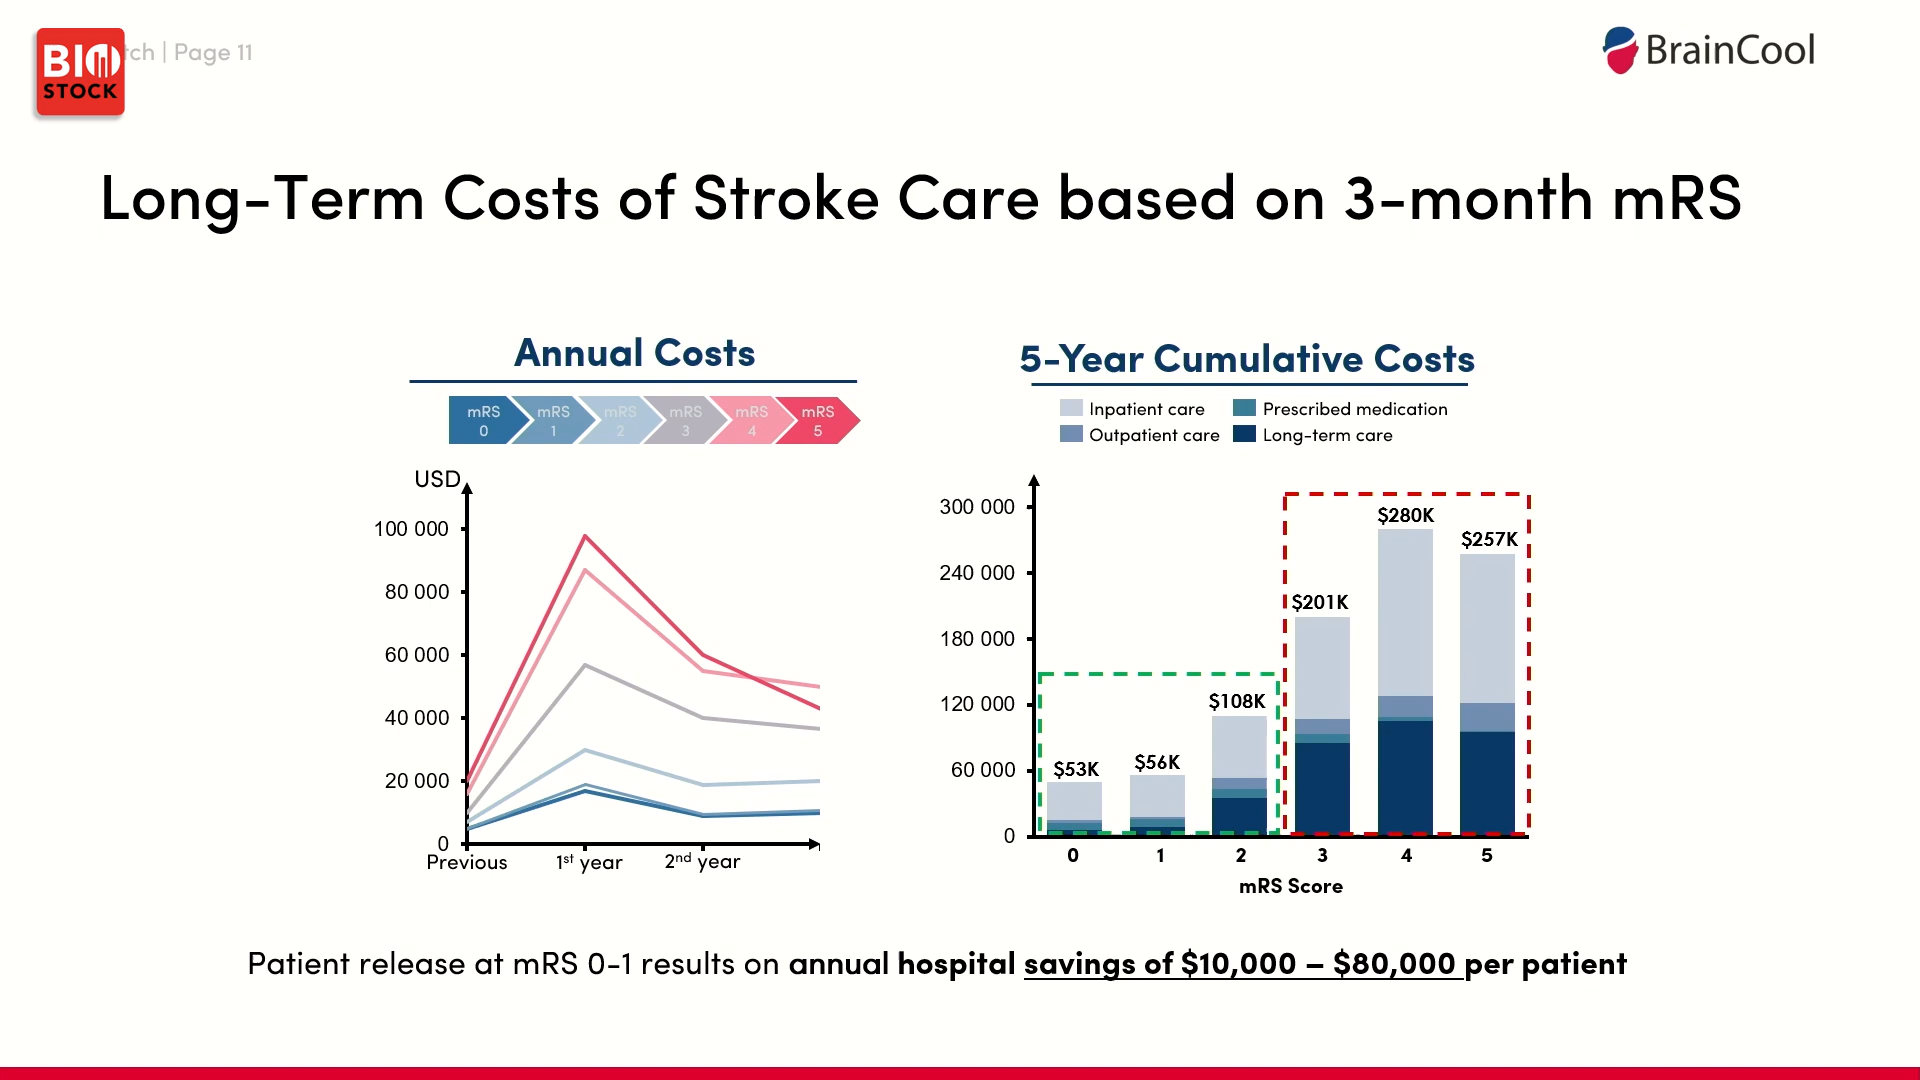 BIO STOCK
tch | Page 11
BrainCool
Long-Term Costs of Stroke Care based on 3-month mRS
Annual Costs
mRS 0
mRS 1
mRS 2
mRS 3
mRS 4
mRS 5
USD
100 000
80 000
60 000
40 000
20 000
0
Previous
1st year
2nd year
5-Year Cumulative Costs
Inpatient care
Prescribed medication
Outpatient care
Long-term care
300 000
240 000
180 000
120 000
60 000
0
$53K
$56K
$108K
$201K
$280K
$257K
0
1
2
3
4
5
mRS Score
Patient release at mRS 0-1 results on annual hospital savings of $10,000 – $80,000 per patient